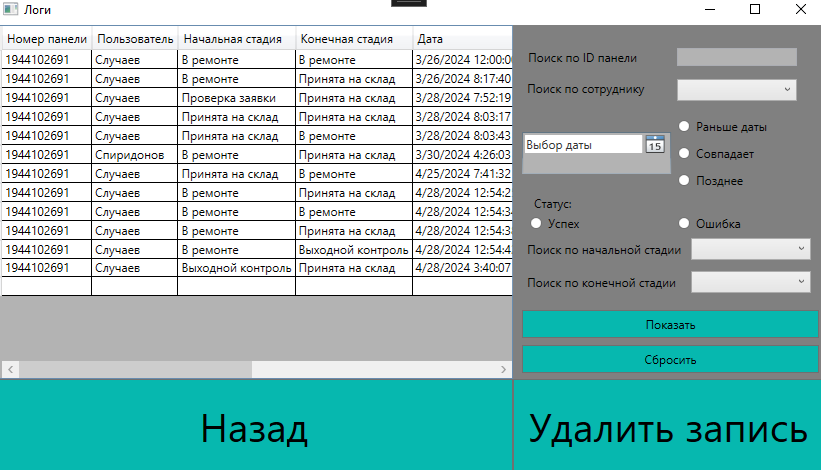 Логи
Номер панели Пользователь Начальная стадия Конечная стадия Дата
1944102691 Случаев В ремонте В ремонте 3/26/2024 12:00:0
1944102691 Случаев В ремонте Принята на склад 3/26/2024 8:17:40
1944102691 Случаев Проверка заявки Принята на склад 3/28/2024 7:52:19
1944102691 Случаев Принята на склад Принята на склад 3/28/2024 8:03:17
1944102691 Случаев Принята на склад В ремонте 3/28/2024 8:03:43
1944102691 Спиридонов В ремонте Принята на склад 3/30/2024 4:26:03
1944102691 Случаев Принята на склад В ремонте 4/25/2024 7:41:32
1944102691 Случаев В ремонте Принята на склад 4/28/2024 12:54:2
1944102691 Случаев В ремонте В ремонте 4/28/2024 12:54:3
1944102691 Случаев В ремонте Принята на склад 4/28/2024 12:54:3
1944102691 Случаев В ремонте Выходной контроль 4/28/2024 12:54:4
1944102691 Случаев Выходной контроль Принята на склад 4/28/2024 3:40:07
Поиск по ID панели
Поиск по сотруднику
Раньше даты
Выбор даты 15
Совпадает
Позднее
Статус:
Успех Ошибка
Поиск по начальной стадии
Поиск по конечной стадии
Показать
Сбросить
Назад Удалить запись